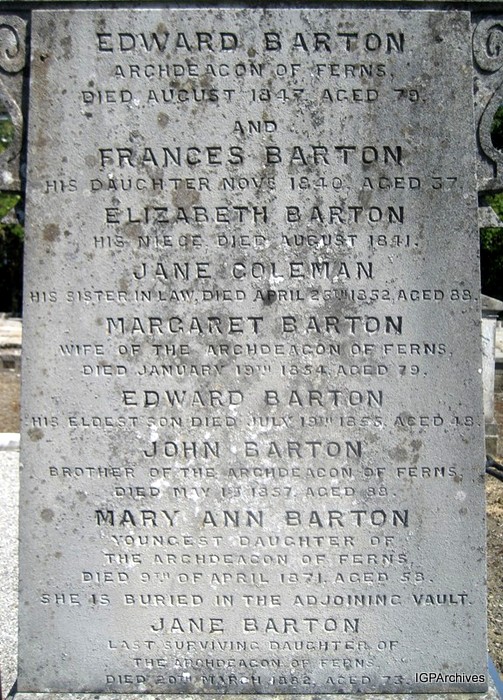 EDWARD BARTON
ARCHDEACON OF FERNS,
DIED AUGUST 1847, AGED 79.
AND
FRANCES BARTON
HIS DAUGHTER NOVR 1840, AGED 37.
ELIZABETH BARTON
HIS NIECE, DIED AUGUST 1841.
JANE COLEMAN
HIS SISTER IN LAW, DIED APRIL 26TH 1852, AGED 88.
MARGARET BARTON
WIFE OF THE ARCHDEACON OF FERNS,
DIED JANUARY 19TH 1854, AGED 79.
EDWARD BARTON
HIS ELDEST SON DIED JULY 19TH 1855, AGED 48.
JOHN BARTON
BROTHER OF THE ARCHDEACON OF FERNS,
DIED MAY 1857, AGED 88.
MARY ANN BARTON
YOUNGEST DAUGHTER OF
THE ARCHDEACON OF FERNS,
DIED 9TH OF APRIL 1871, AGED 58.
SHE IS BURIED IN THE ADJOINING VAULT.
JANE BARTON
LAST SURVIVING DAUGHTER OF
THE ARCHDEACON OF FERNS,
DIED 20TH MARCH 1882, AGED 73.
IGPArchives